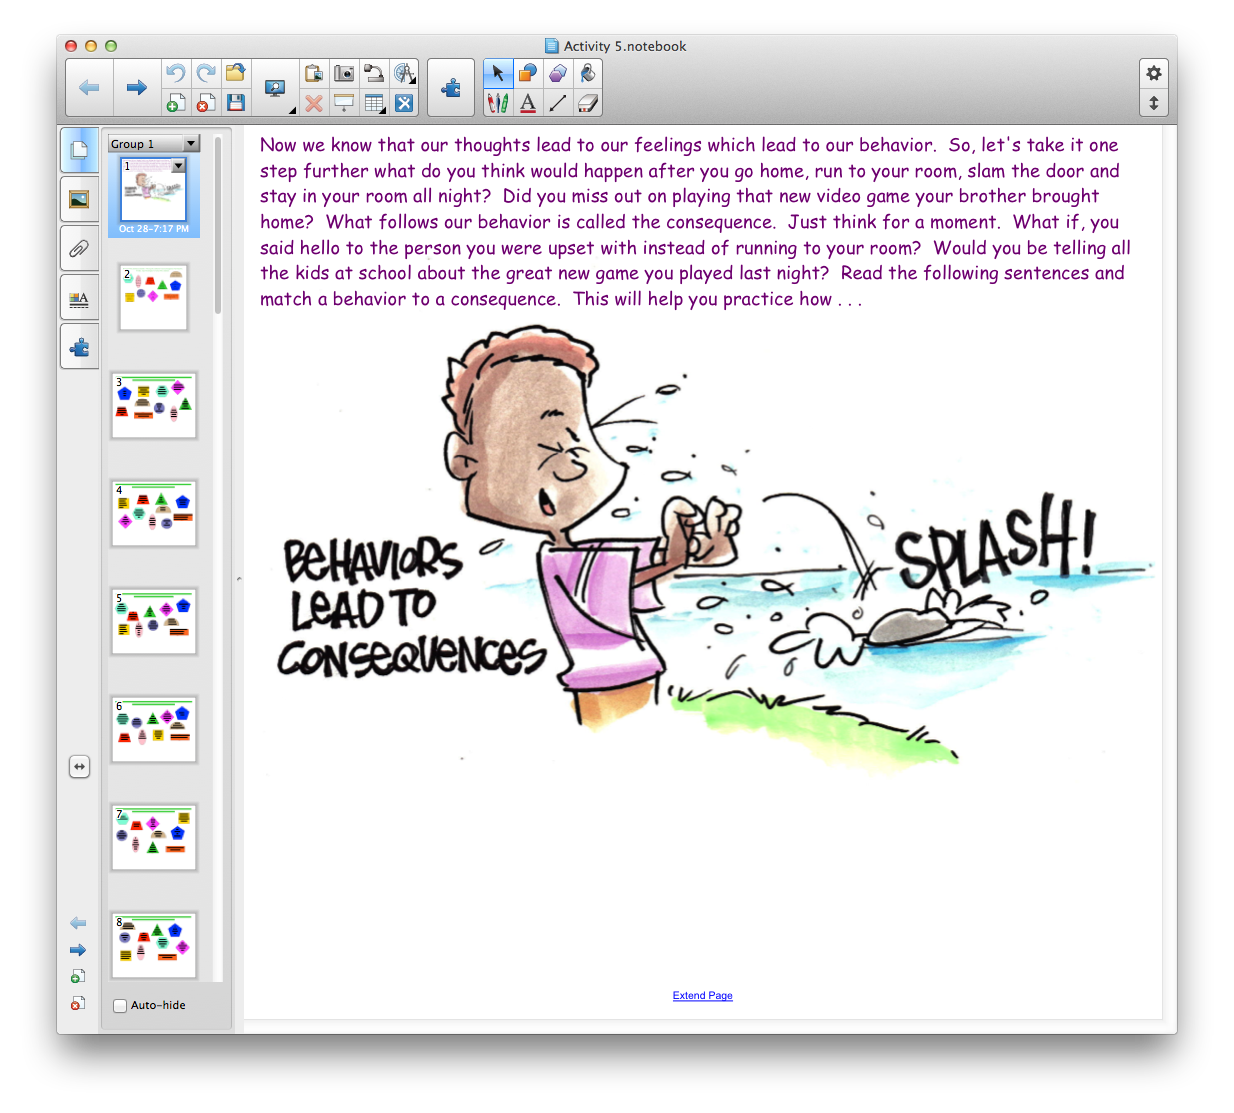 Activity 5.notebook
Group 1
1
Oct 28-7:17 PM
2
3
4
5
6
7
8
Auto-hide
Now we know that our thoughts lead to our feelings which lead to our behavior. So, let's take it one
step further what do you think would happen after you go home, run to your room, slam the door and
stay in your room all night? Did you miss out on playing that new video game your brother brought
home? What follows our behavior is called the consequence. Just think for a moment. What if, you
said hello to the person you were upset with instead of running to your room? Would you be telling all
the kids at school about the great new game you played last night? Read the following sentences and
match a behavior to a consequence. This will help you practice how . . .
BEHAVIORS
LEAD TO
CONSEQUENCES
SPLASH!
Extend Page